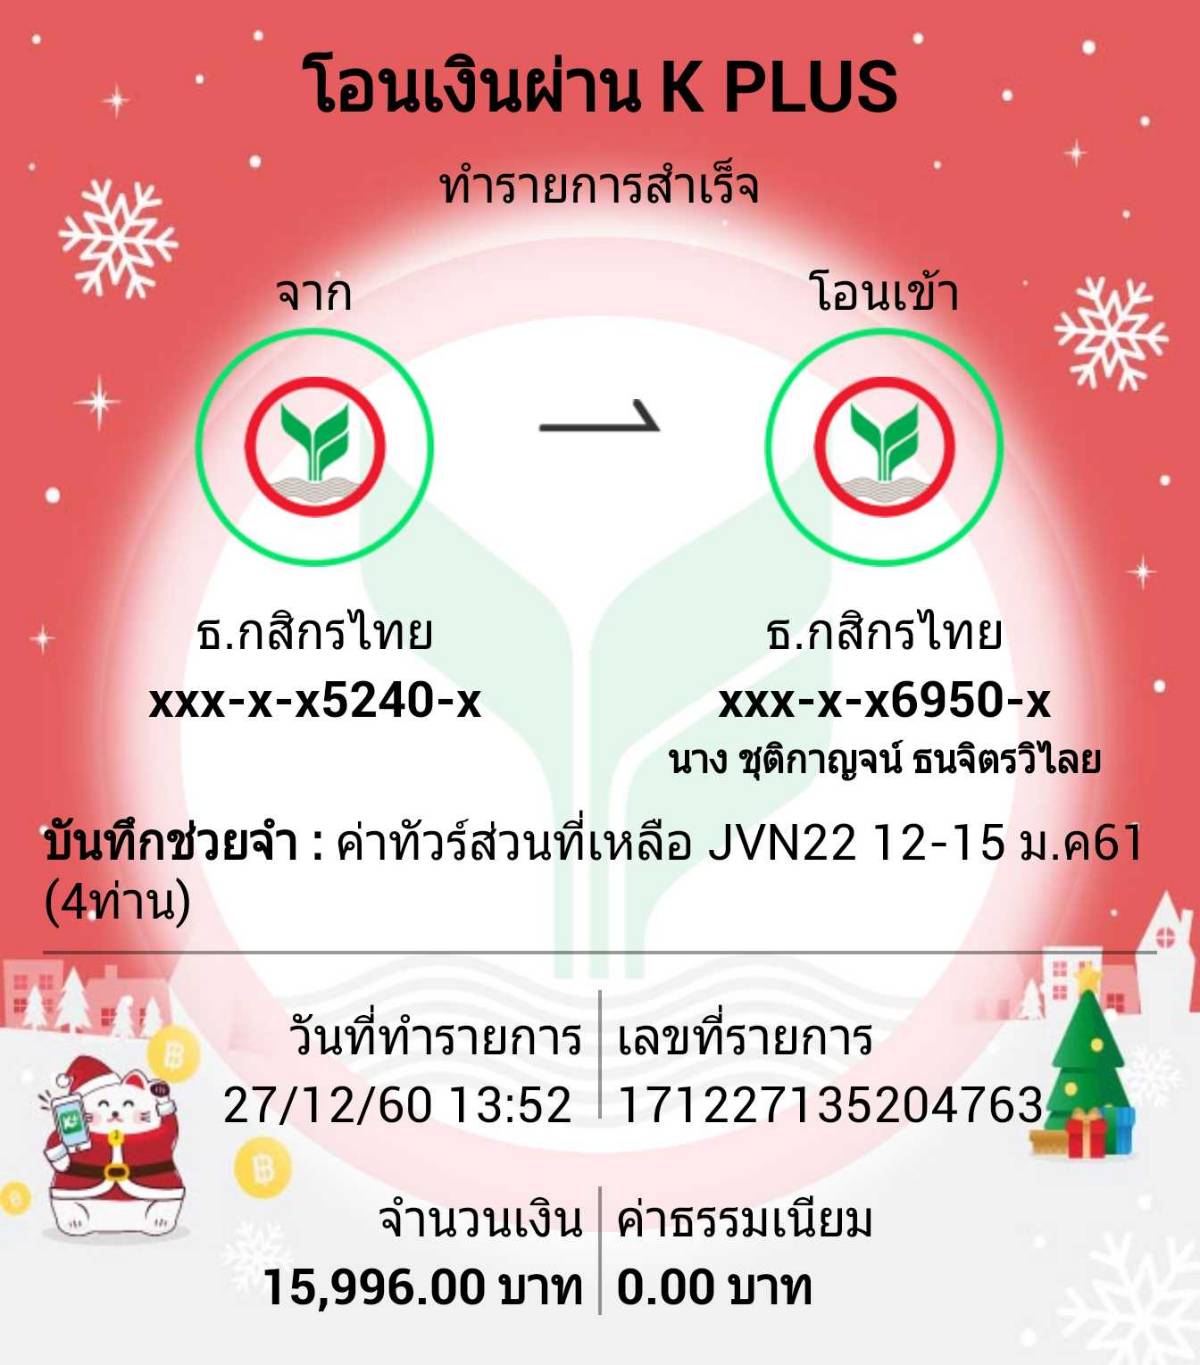 โอนเงินผ่าน K PLUS
ทำรายการสำเร็จ
จาก
โอนเข้า
ธ.กสิกรไทย
xxx-x-x5240-x
ธ.กสิกรไทย
xxx-x-x6950-x
นาง ชุติกาญจน์ ธนจิตรวิไลย
บันทึกช่วยจำ : ค่าทัวร์ส่วนที่เหลือ JVN22 12-15 ม.ค61
(4ท่าน)
วันที่ทำรายการ
27/12/60 13:52
เลขที่รายการ
171227135204763
จำนวนเงิน
15,996.00 บาท
ค่าธรรมเนียม
0.00 บาท